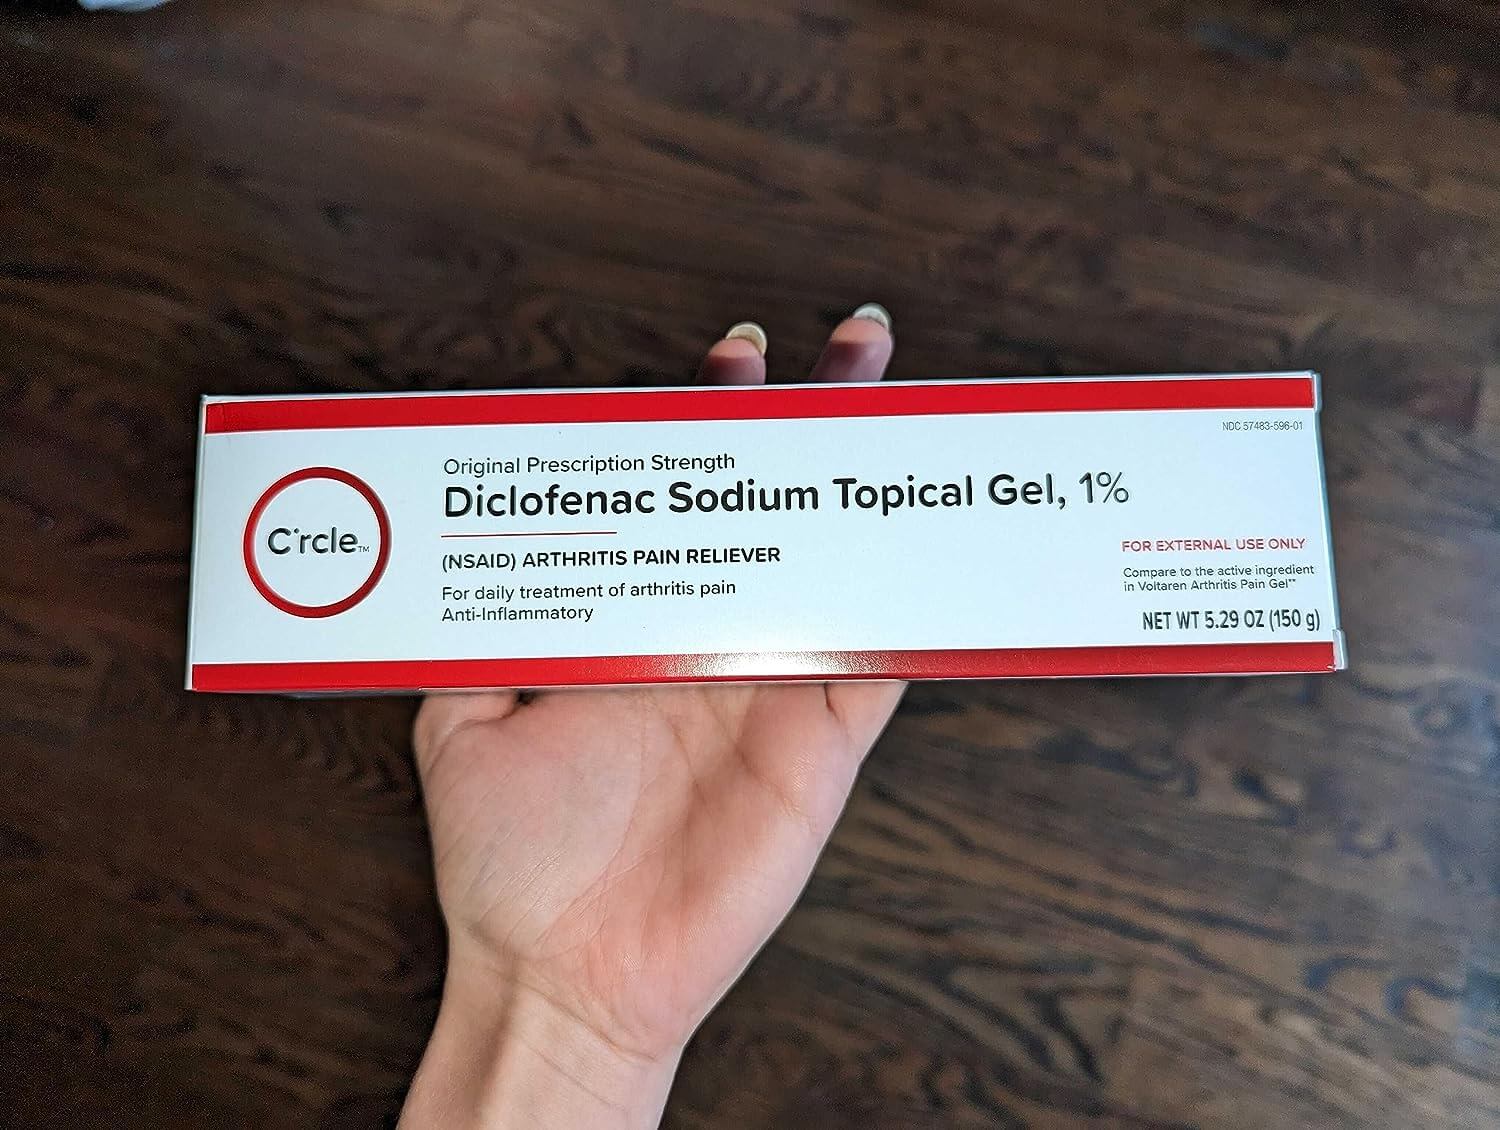 NDC 57483-596-01
C·rcle™
Original Prescription Strength
Diclofenac Sodium Topical Gel, 1%
(NSAID) ARTHRITIS PAIN RELIEVER
For daily treatment of arthritis pain
Anti-Inflammatory
FOR EXTERNAL USE ONLY
Compare to the active ingredient
in Voltaren Arthritis Pain Gel**
NET WT 5.29 OZ (150 g)